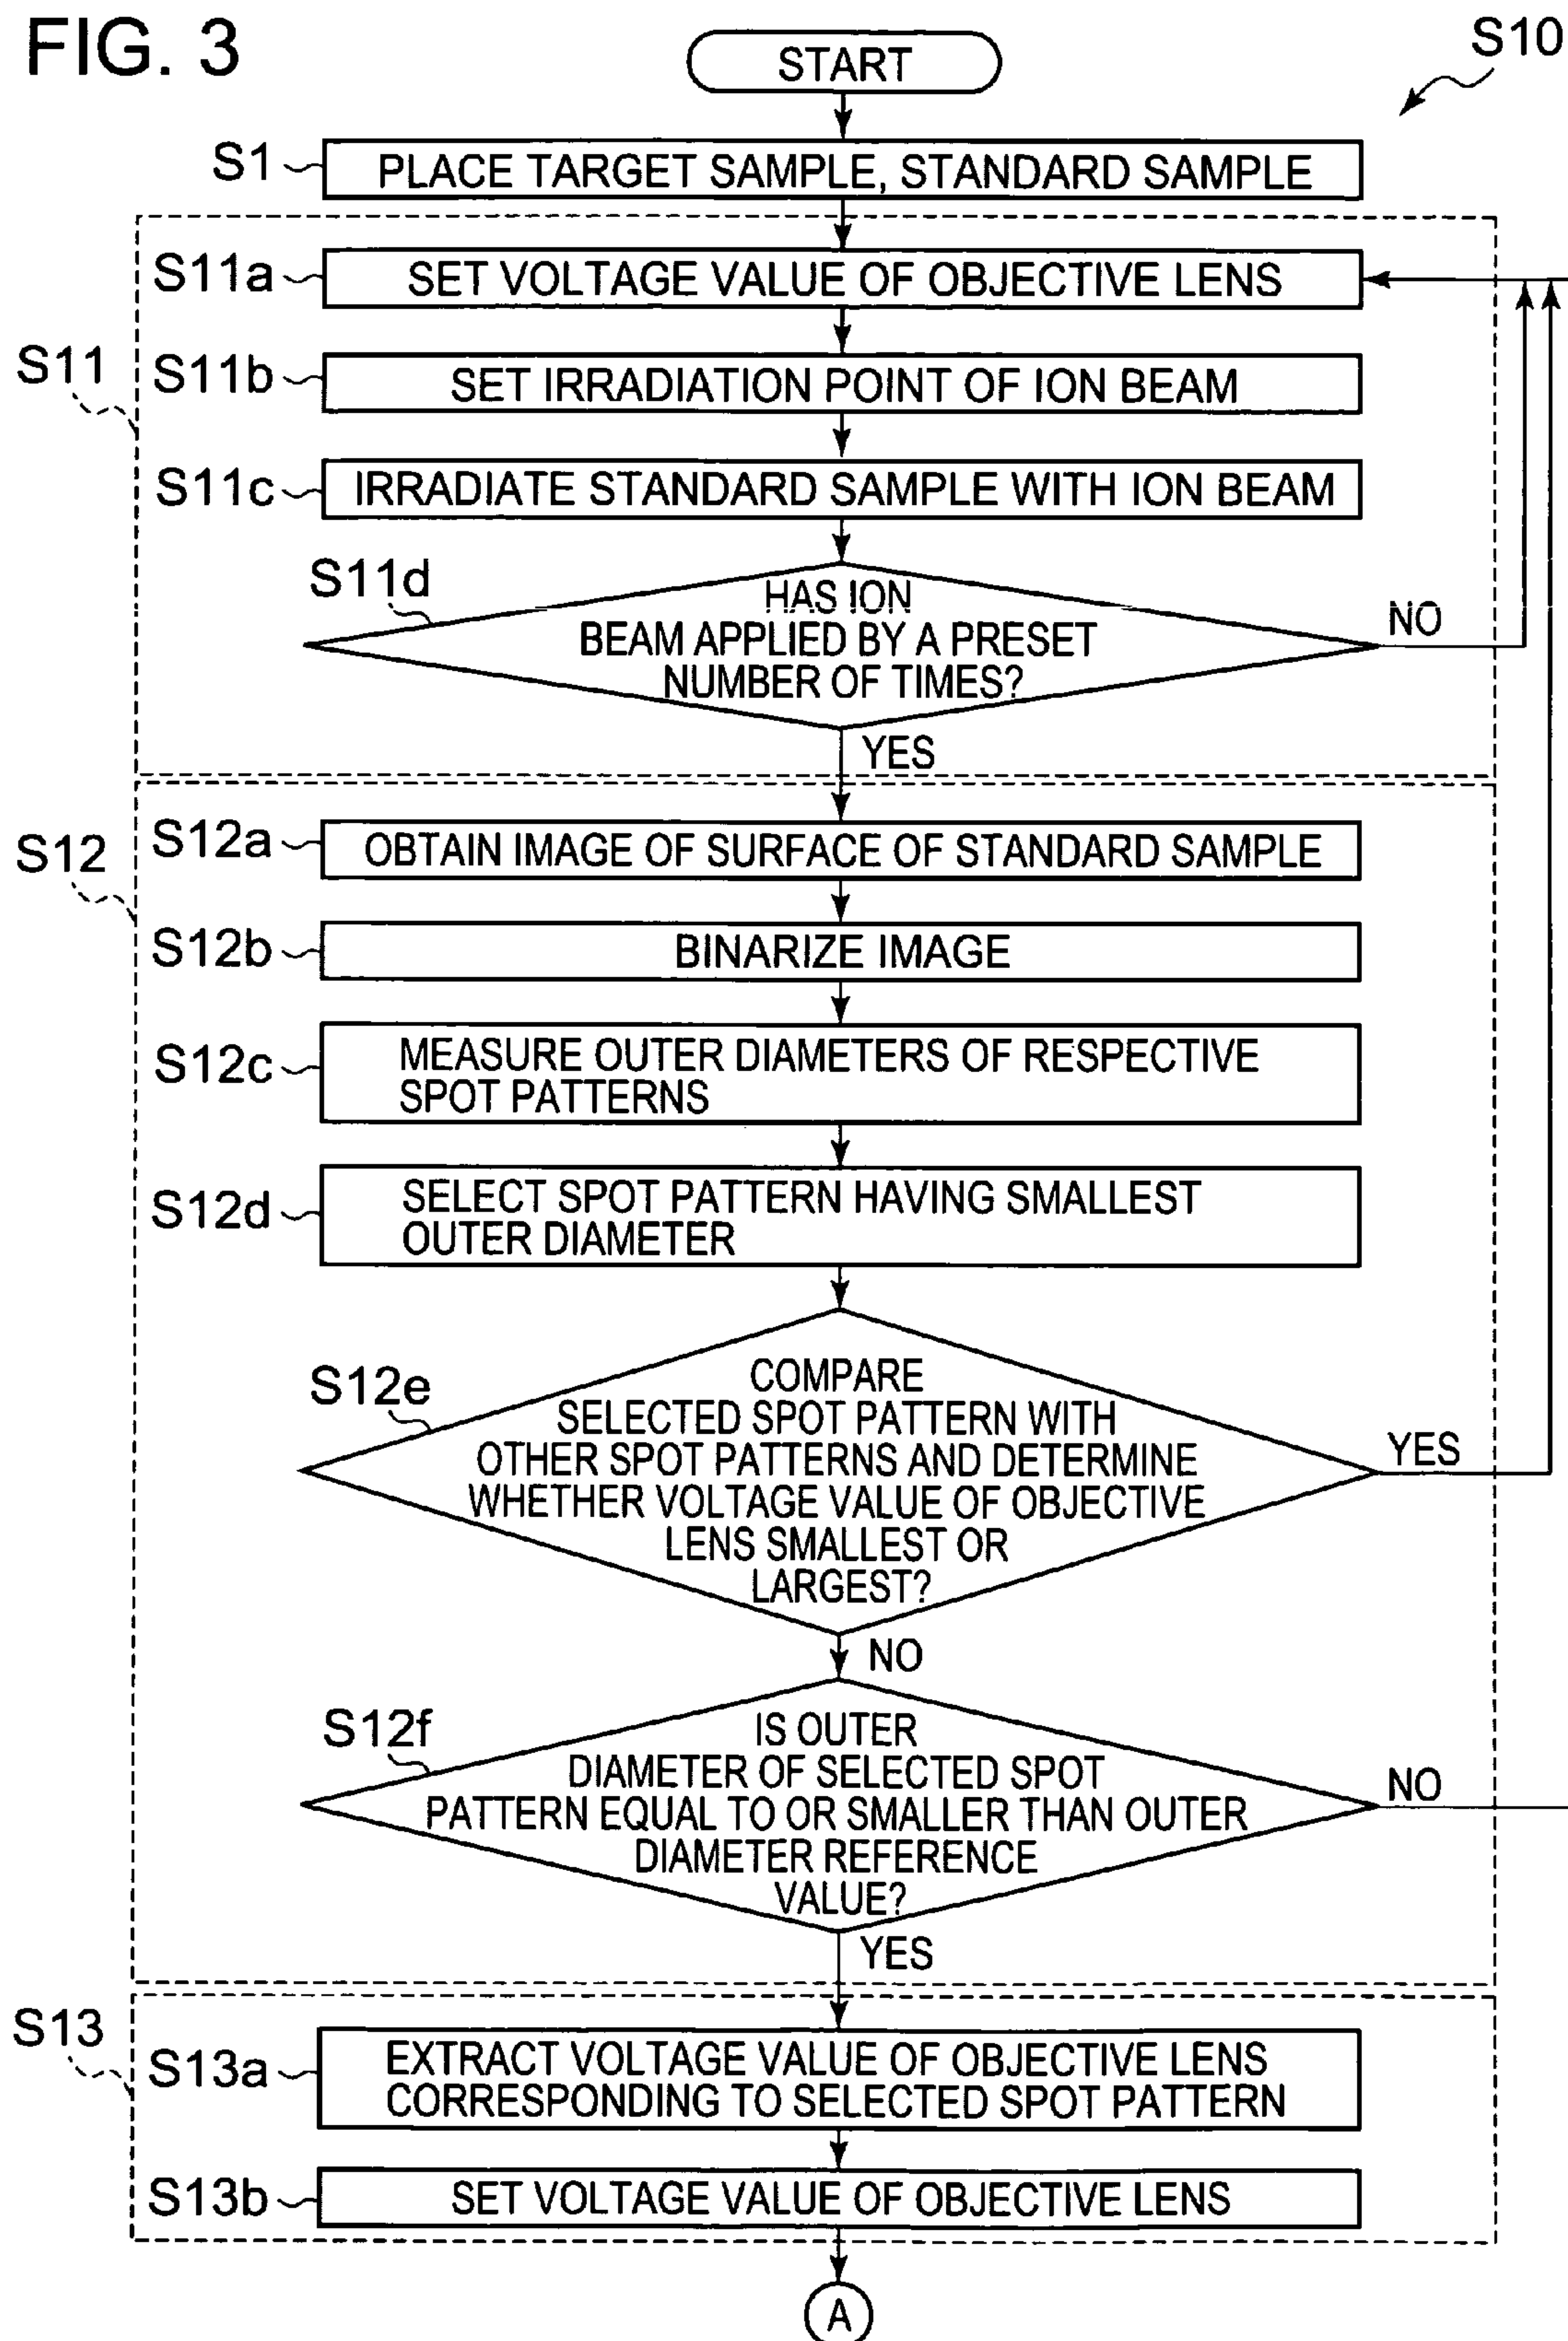 FIG. 3
S10
START
S1
PLACE TARGET SAMPLE, STANDARD SAMPLE
S11
S11a
SET VOLTAGE VALUE OF OBJECTIVE LENS
S11b
SET IRRADIATION POINT OF ION BEAM
S11c
IRRADIATE STANDARD SAMPLE WITH ION BEAM
S11d
HAS ION
BEAM APPLIED BY A PRESET
NUMBER OF TIMES?
NO
YES
S12
S12a
OBTAIN IMAGE OF SURFACE OF STANDARD SAMPLE
S12b
BINARIZE IMAGE
S12c
MEASURE OUTER DIAMETERS OF RESPECTIVE
SPOT PATTERNS
S12d
SELECT SPOT PATTERN HAVING SMALLEST
OUTER DIAMETER
S12e
COMPARE
SELECTED SPOT PATTERN WITH
OTHER SPOT PATTERNS AND DETERMINE
WHETHER VOLTAGE VALUE OF OBJECTIVE
LENS SMALLEST OR
LARGEST?
YES
NO
S12f
IS OUTER
DIAMETER OF SELECTED SPOT
PATTERN EQUAL TO OR SMALLER THAN OUTER
DIAMETER REFERENCE
VALUE?
NO
YES
S13
S13a
EXTRACT VOLTAGE VALUE OF OBJECTIVE LENS
CORRESPONDING TO SELECTED SPOT PATTERN
S13b
SET VOLTAGE VALUE OF OBJECTIVE LENS
A